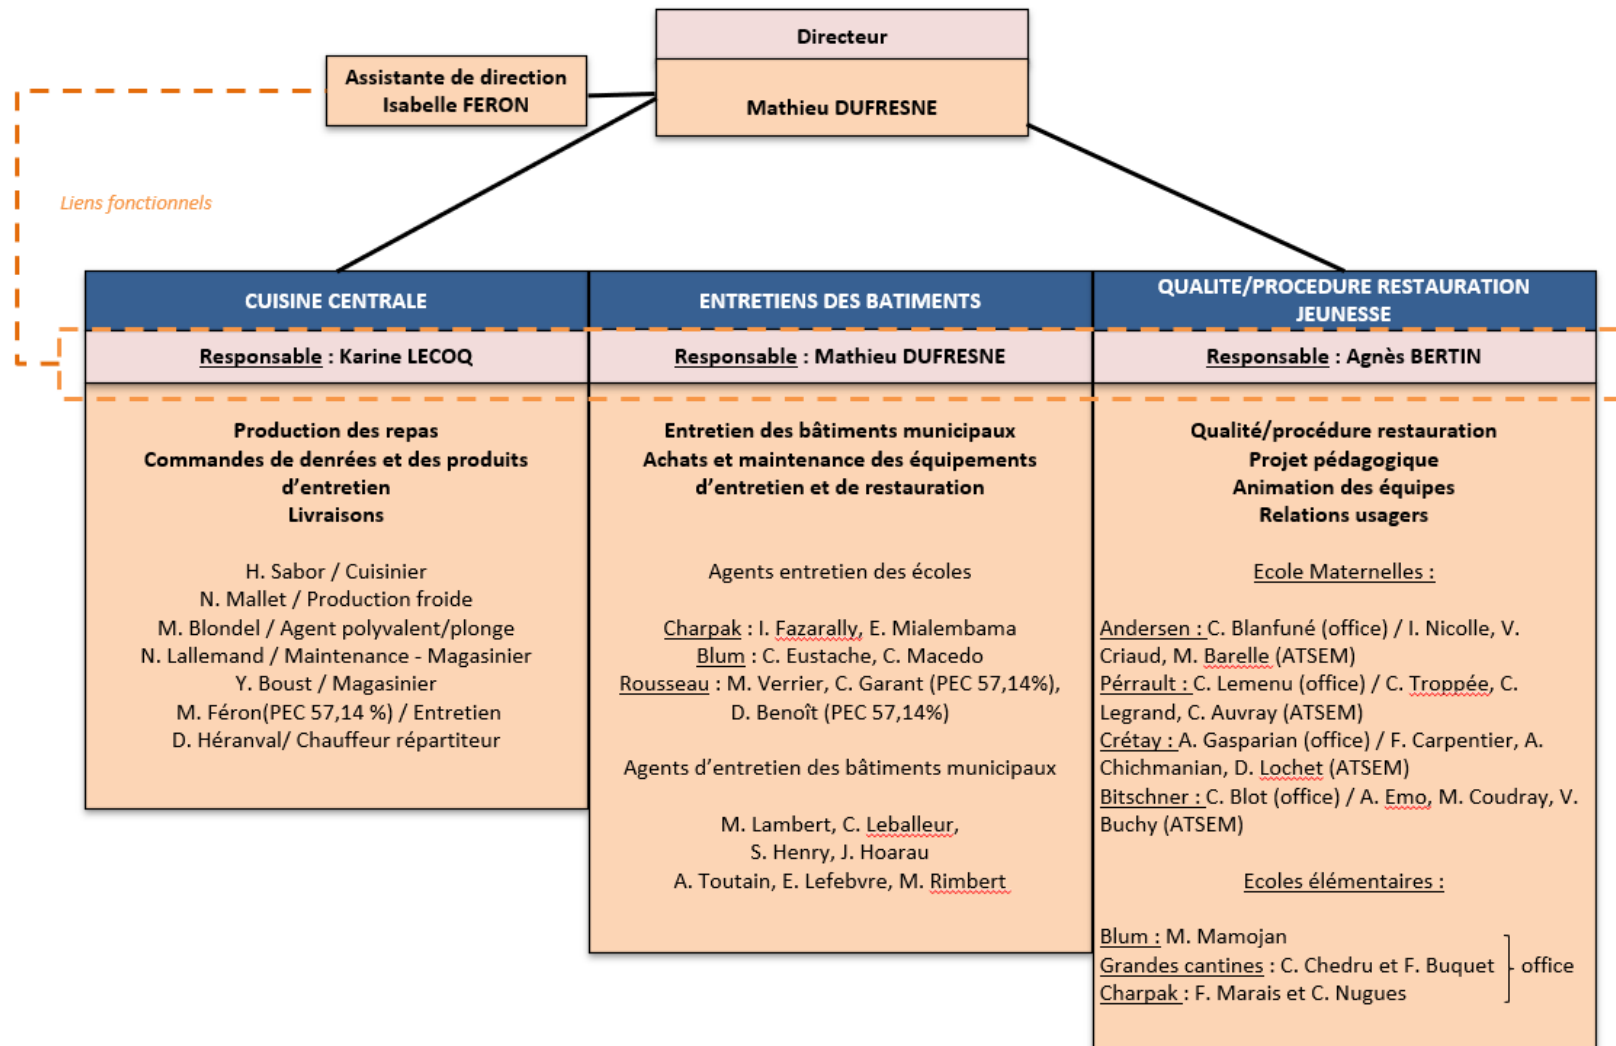 Directeur
Mathieu DUFRESNE
Assistante de direction
Isabelle FERON
Liens fonctionnels
CUISINE CENTRALE
Responsable : Karine LECOQ
Production des repas
Commandes de denrées et des produits
d’entretien
Livraisons
H. Sabor / Cuisinier
N. Mallet / Production froide
M. Blondel / Agent polyvalent/plonge
N. Lallemand / Maintenance - Magasinier
Y. Boust / Magasinier
M. Féron(PEC 57,14 %) / Entretien
D. Héranval/ Chauffeur répartiteur
ENTRETIENS DES BATIMENTS
Responsable : Mathieu DUFRESNE
Entretien des bâtiments municipaux
Achats et maintenance des équipements
d’entretien et de restauration
Agents entretien des écoles
Charpak : I. Fazarally, E. Mialembama
Blum : C. Eustache, C. Macedo
Rousseau : M. Verrier, C. Garant (PEC 57,14%),
D. Benoît (PEC 57,14%)
Agents d’entretien des bâtiments municipaux
M. Lambert, C. Leballeur,
S. Henry, J. Hoarau
A. Toutain, E. Lefebvre, M. Rimbert
QUALITE/PROCEDURE RESTAURATION
JEUNESSE
Responsable : Agnès BERTIN
Qualité/procédure restauration
Projet pédagogique
Animation des équipes
Relations usagers
Ecole Maternelles :
Andersen : C. Blanfuné (office) / I. Nicolle, V.
Criaud, M. Barelle (ATSEM)
Pérrault : C. Lemenu (office) / C. Troppée, C.
Legrand, C. Auvray (ATSEM)
Crétay : A. Gasparian (office) / F. Carpentier, A.
Chichmanian, D. Lochet (ATSEM)
Bitschner : C. Blot (office) / A. Emo, M. Coudray, V.
Buchy (ATSEM)
Ecoles élémentaires :
Blum : M. Mamojan
Grandes cantines : C. Chedru et F. Buquet
office
Charpak : F. Marais et C. Nugues